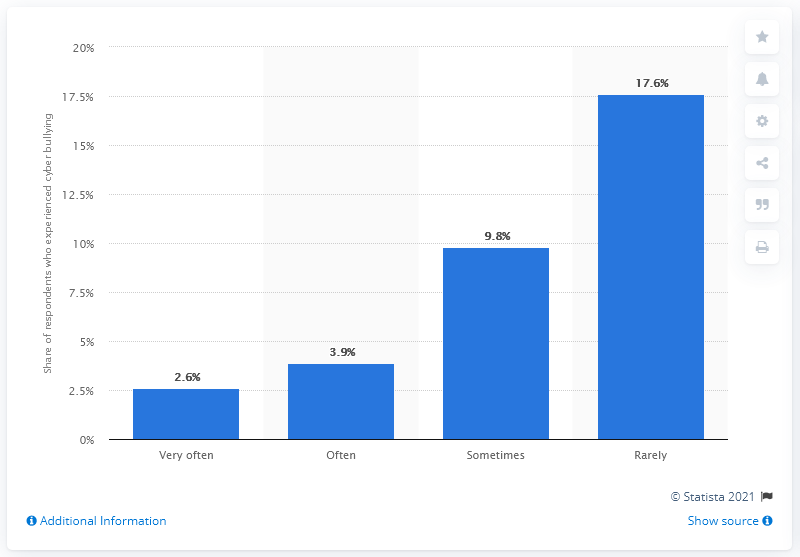 Share of respondents who experienced cyber bullying
20%
17.5%
15%
12.5%
10%
7.5%
5%
2.5%
0%
2.6%
3.9%
9.8%
17.6%
Very often
Often
Sometimes
Rarely
© Statista 2021
Additional Information
Show source